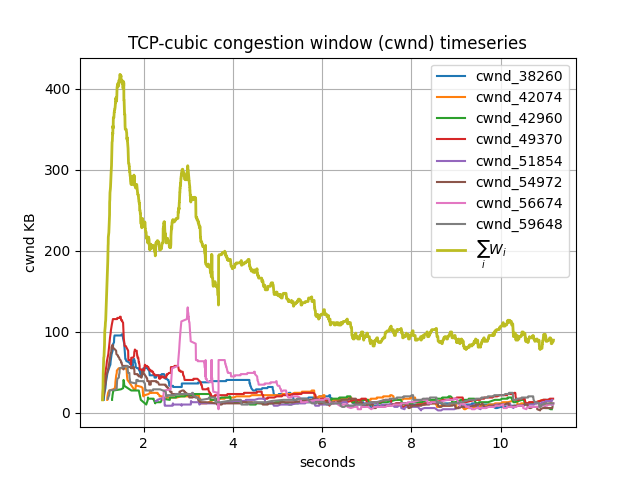 TCP-cubic congestion window (cwnd) timeseries
cwnd KB
400
300
200
100
0
2
4
6
8
10
seconds
cwnd_38260
cwnd_42074
cwnd_42960
cwnd_49370
cwnd_51854
cwnd_54972
cwnd_56674
cwnd_59648
∑ W_i
i